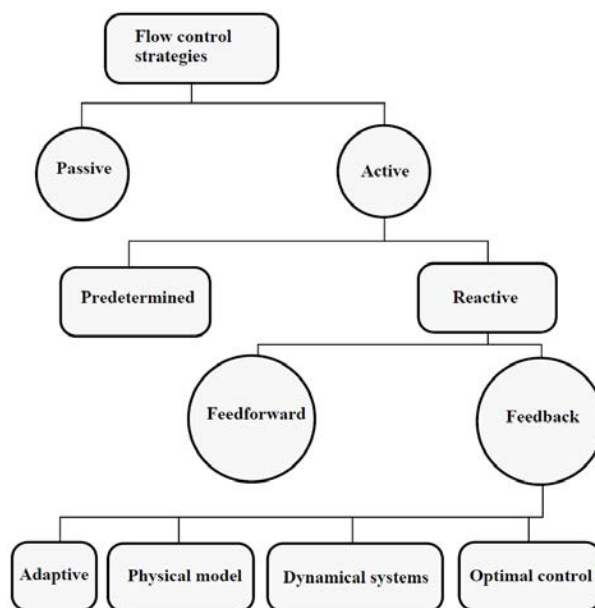 Flow control
strategies
Passive
Active
Predetermined
Reactive
Feedforward
Feedback
Adaptive
Physical model
Dynamical systems
Optimal control